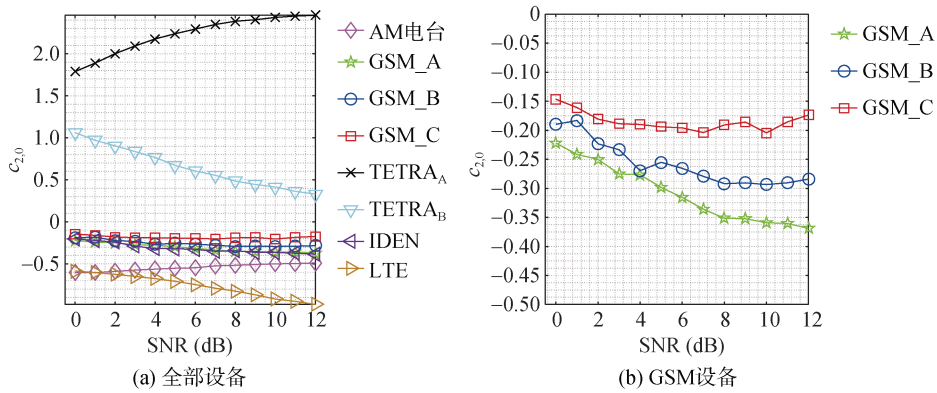 2.0
1.5
1.0
0.5
0
−0.5
c2,0
0 2 4 6 8 10 12
SNR (dB)
AM电台
GSM_A
GSM_B
GSM_C
TETRAA
TETRAB
IDEN
LTE
(a) 全部设备
0
−0.05
−0.10
−0.15
−0.20
−0.25
−0.30
−0.35
−0.40
−0.45
−0.50
c2,0
0 2 4 6 8 10 12
SNR (dB)
GSM_A
GSM_B
GSM_C
(b) GSM设备